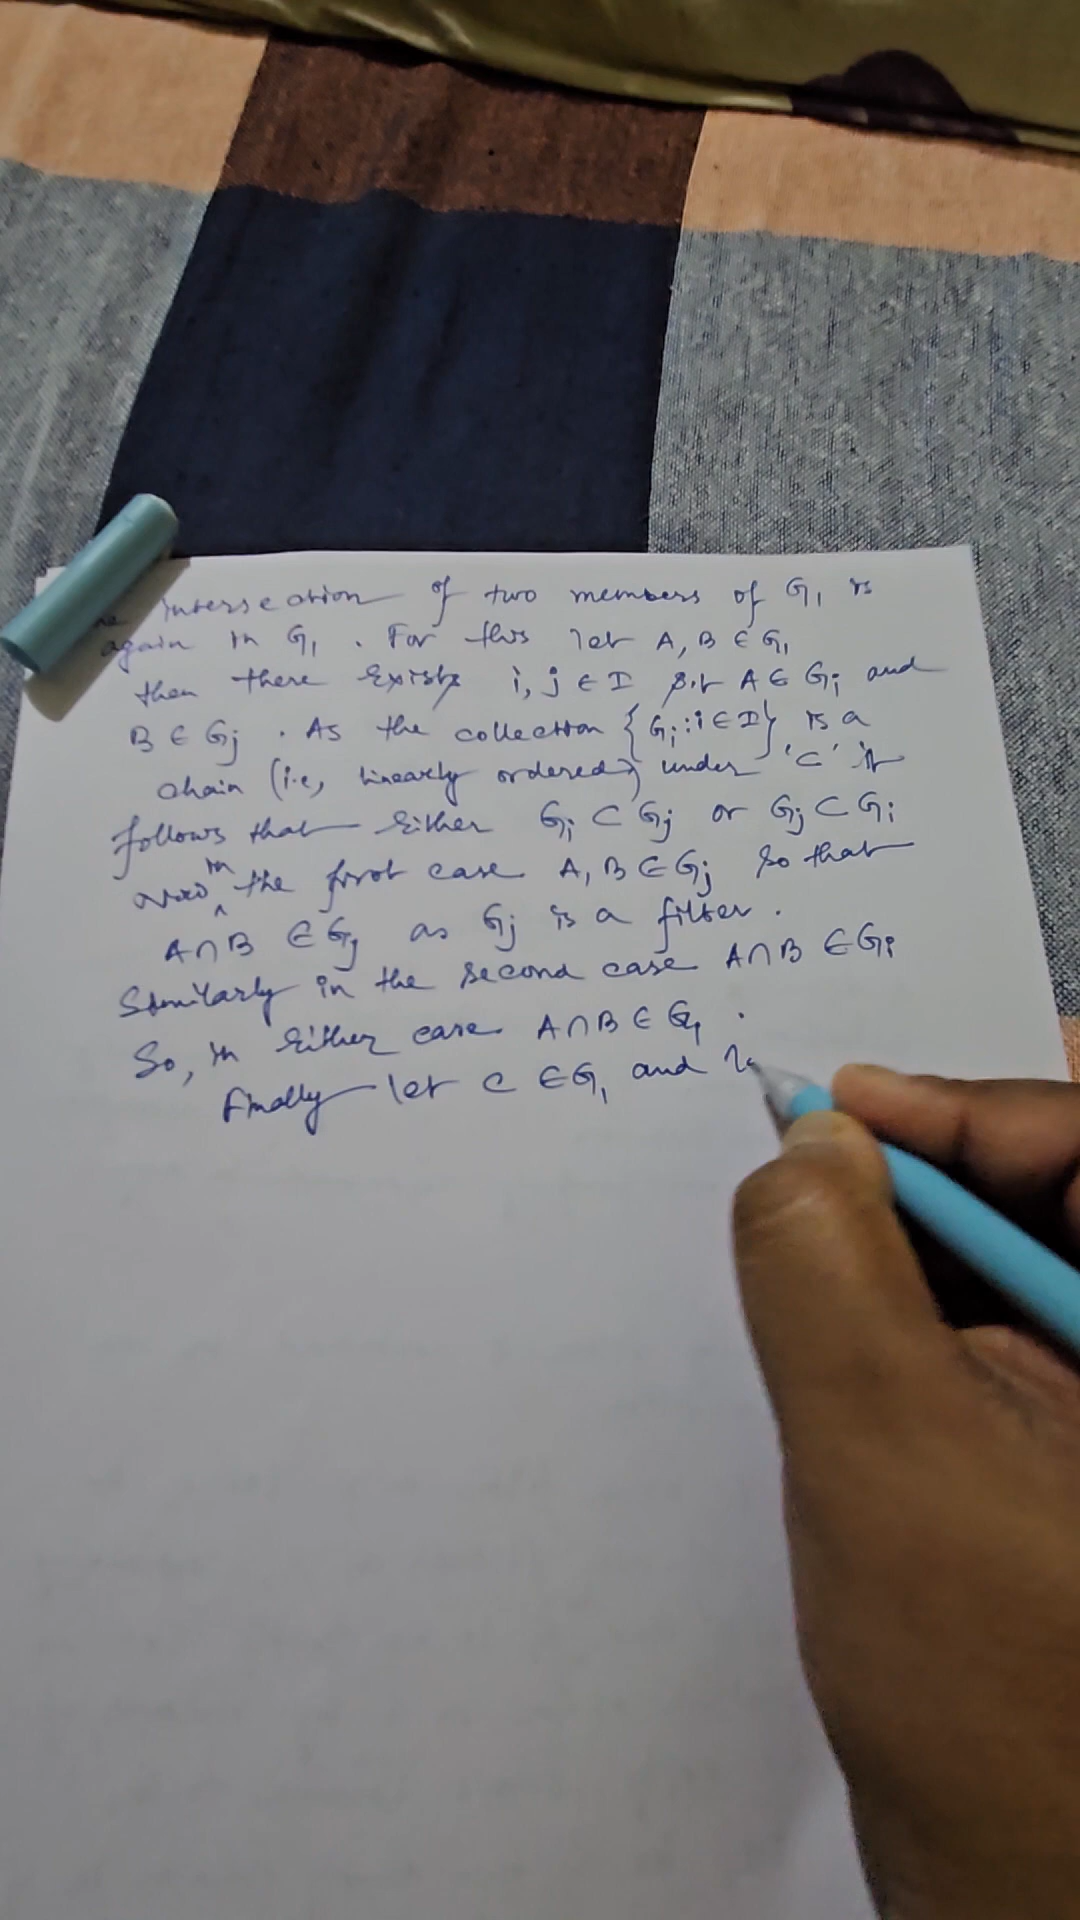 intersection of two members of G₁ is
again in G₁. For this let A, B ∈ G₁
then there exists i, j ∈ I s.t A ∈ Gi and
B ∈ Gj. As the collection {Gi : i ∈ I} is a
chain (i.e, linearly ordered) under '⊂' it
follows that either Gi ⊂ Gj or Gj ⊂ Gi
in the first case A, B ∈ Gj so that
A∩B ∈ Gj as Gj is a filter.
Similarly in the second case A∩B ∈ Gi
So, in either case A∩B ∈ G₁.
Finally let C ∈ G₁ and